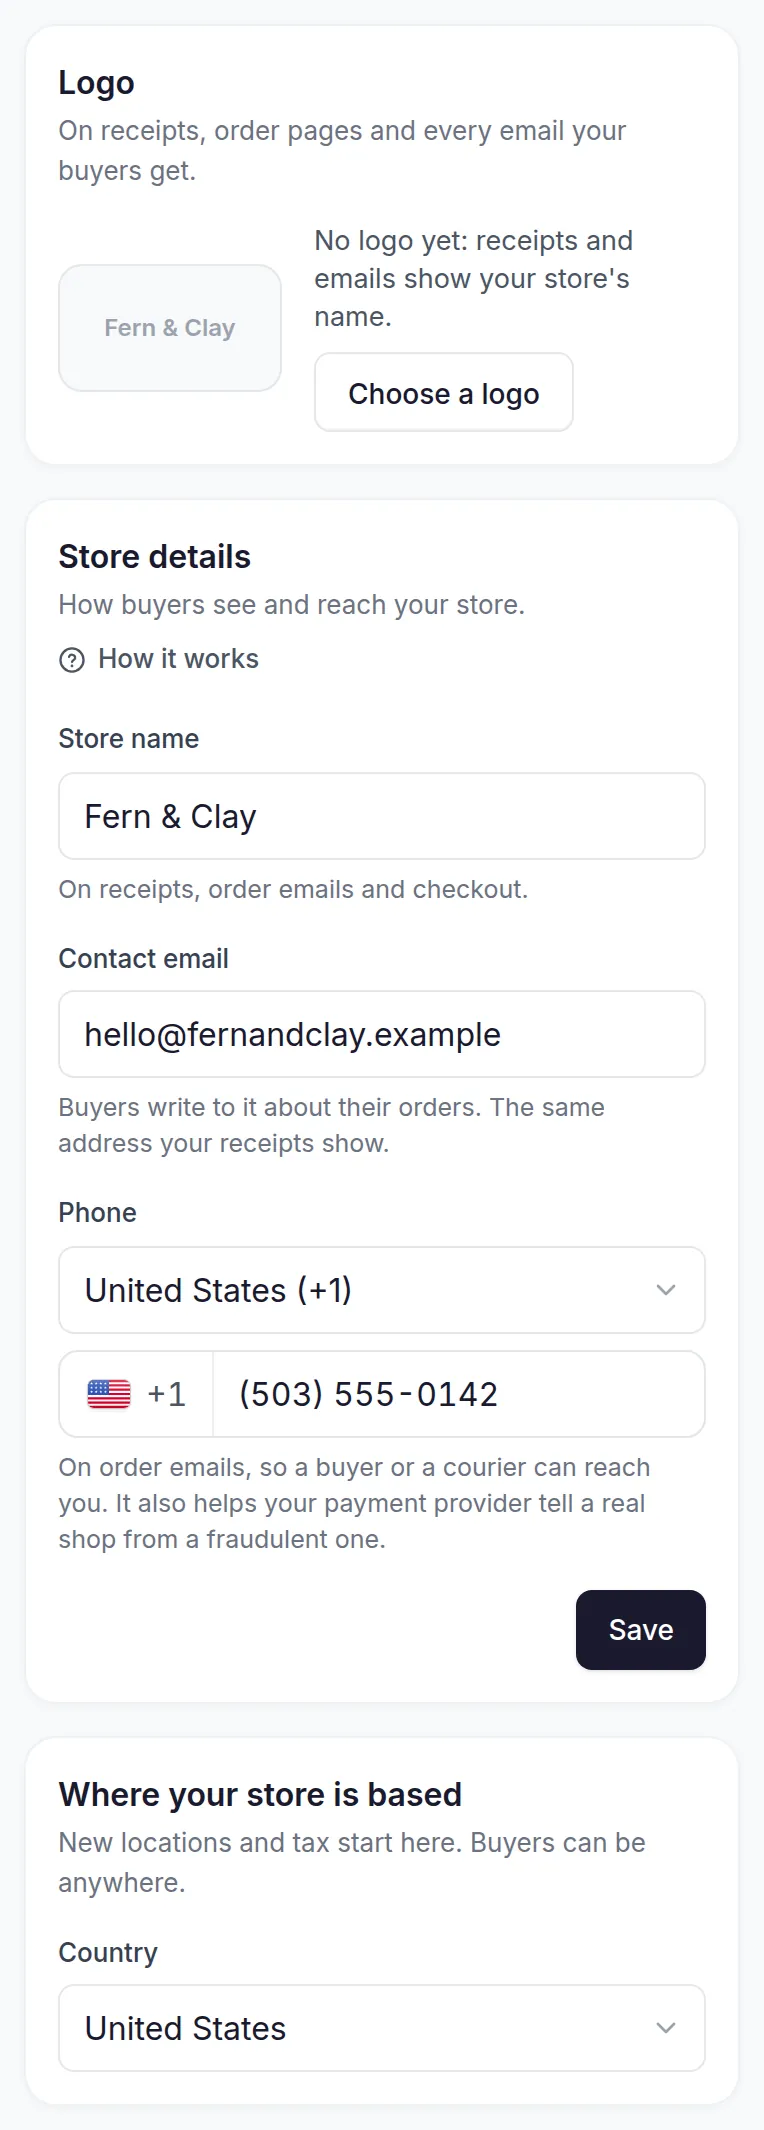 Logo
On receipts, order pages and every email your
buyers get.
Fern & Clay
No logo yet: receipts and
emails show your store's
name.
Choose a logo
Store details
How buyers see and reach your store.
How it works
Store name
Fern & Clay
On receipts, order emails and checkout.
Contact email
hello@fernandclay.example
Buyers write to it about their orders. The same
address your receipts show.
Phone
United States (+1)
+1 (503) 555-0142
On order emails, so a buyer or a courier can reach
you. It also helps your payment provider tell a real
shop from a fraudulent one.
Save
Where your store is based
New locations and tax start here. Buyers can be
anywhere.
Country
United States